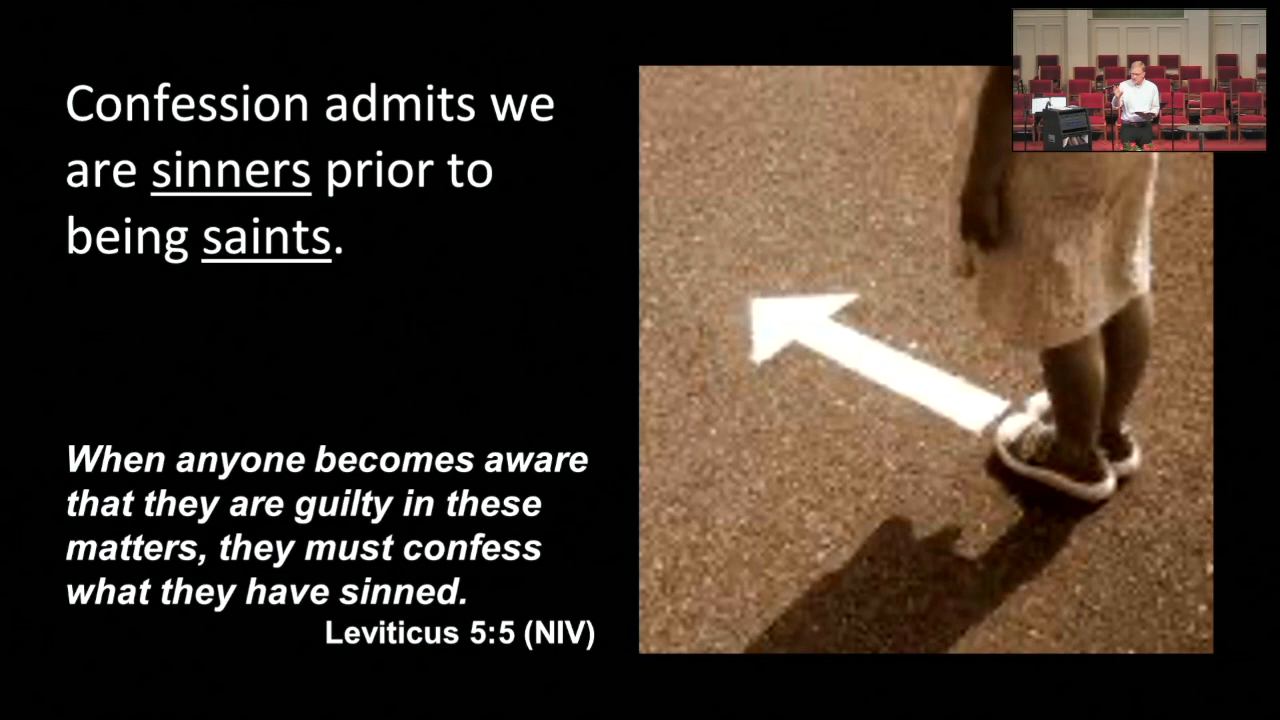 Confession admits we
are sinners prior to
being saints.
When anyone becomes aware
that they are guilty in these
matters, they must confess
what they have sinned.
Leviticus 5:5 (NIV)